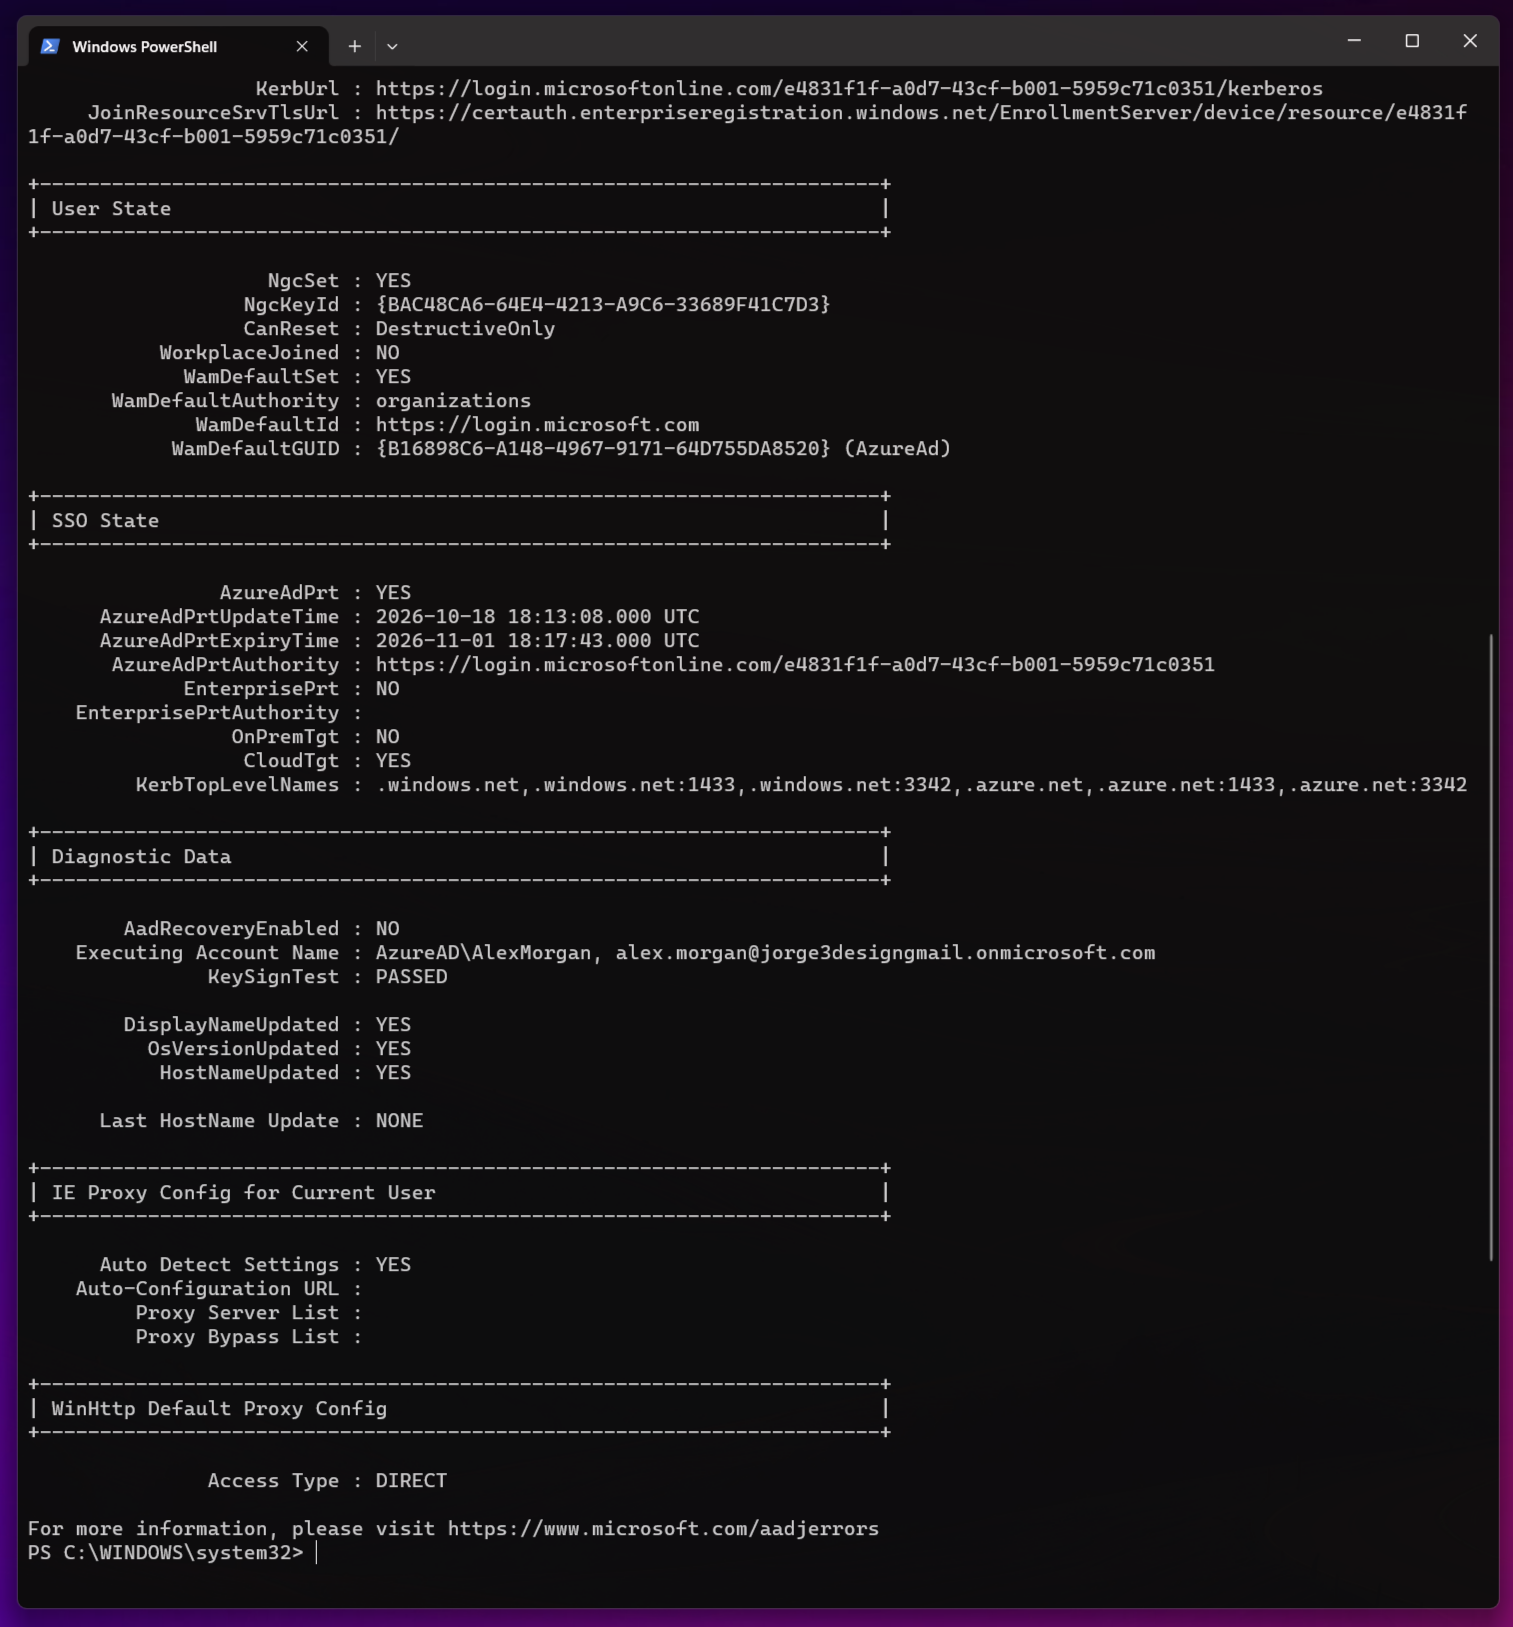 Windows PowerShell
KerbUrl : https://login.microsoftonline.com/e4831f1f-a0d7-43cf-b001-5959c71c0351/kerberos
JoinResourceSrvTlsUrl : https://certauth.enterpriseregistration.windows.net/EnrollmentServer/device/resource/e4831f
1f-a0d7-43cf-b001-5959c71c0351/
+----------------------------------------------------------------------+
| User State                                                           |
+----------------------------------------------------------------------+
NgcSet : YES
NgcKeyId : {BAC48CA6-64E4-4213-A9C6-33689F41C7D3}
CanReset : DestructiveOnly
WorkplaceJoined : NO
WamDefaultSet : YES
WamDefaultAuthority : organizations
WamDefaultId : https://login.microsoft.com
WamDefaultGUID : {B16898C6-A148-4967-9171-64D755DA8520} (AzureAd)
+----------------------------------------------------------------------+
| SSO State                                                            |
+----------------------------------------------------------------------+
AzureAdPrt : YES
AzureAdPrtUpdateTime : 2026-10-18 18:13:08.000 UTC
AzureAdPrtExpiryTime : 2026-11-01 18:17:43.000 UTC
AzureAdPrtAuthority : https://login.microsoftonline.com/e4831f1f-a0d7-43cf-b001-5959c71c0351
EnterprisePrt : NO
EnterprisePrtAuthority :
OnPremTgt : NO
CloudTgt : YES
KerbTopLevelNames : .windows.net,.windows.net:1433,.windows.net:3342,.azure.net,.azure.net:1433,.azure.net:3342
+----------------------------------------------------------------------+
| Diagnostic Data                                                      |
+----------------------------------------------------------------------+
AadRecoveryEnabled : NO
Executing Account Name : AzureAD\AlexMorgan, alex.morgan@jorge3designgmail.onmicrosoft.com
KeySignTest : PASSED
DisplayNameUpdated : YES
OsVersionUpdated : YES
HostNameUpdated : YES
Last HostName Update : NONE
+----------------------------------------------------------------------+
| IE Proxy Config for Current User                                     |
+----------------------------------------------------------------------+
Auto Detect Settings : YES
Auto-Configuration URL :
Proxy Server List :
Proxy Bypass List :
+----------------------------------------------------------------------+
| WinHttp Default Proxy Config                                         |
+----------------------------------------------------------------------+
Access Type : DIRECT
For more information, please visit https://www.microsoft.com/aadjerrors
PS C:\WINDOWS\system32>